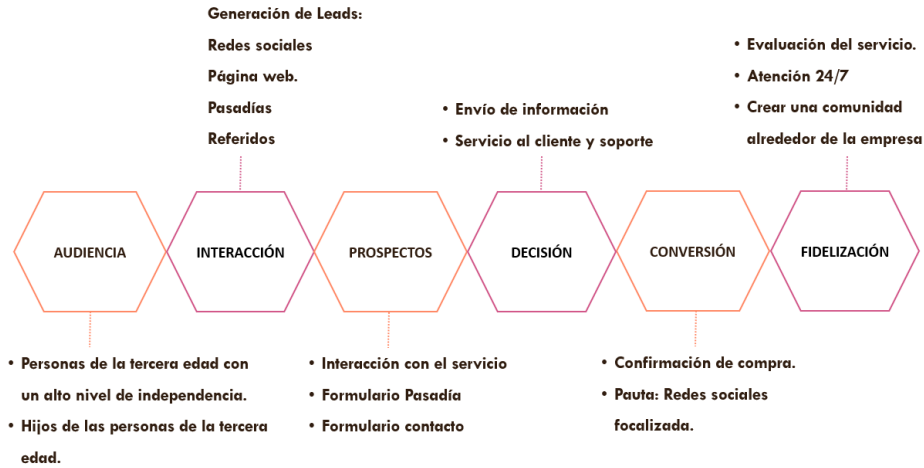 Generación de Leads:
Redes sociales
Página web.
Pasadías
Referidos
• Envío de información
• Servicio al cliente y soporte
• Evaluación del servicio.
• Atención 24/7
• Crear una comunidad
alrededor de la empresa
AUDIENCIA
INTERACCIÓN
PROSPECTOS
DECISIÓN
CONVERSIÓN
FIDELIZACIÓN
• Personas de la tercera edad con
un alto nivel de independencia.
• Hijos de las personas de la tercera
edad.
• Interacción con el servicio
• Formulario Pasadía
• Formulario contacto
• Confirmación de compra.
• Pauta: Redes sociales
focalizada.